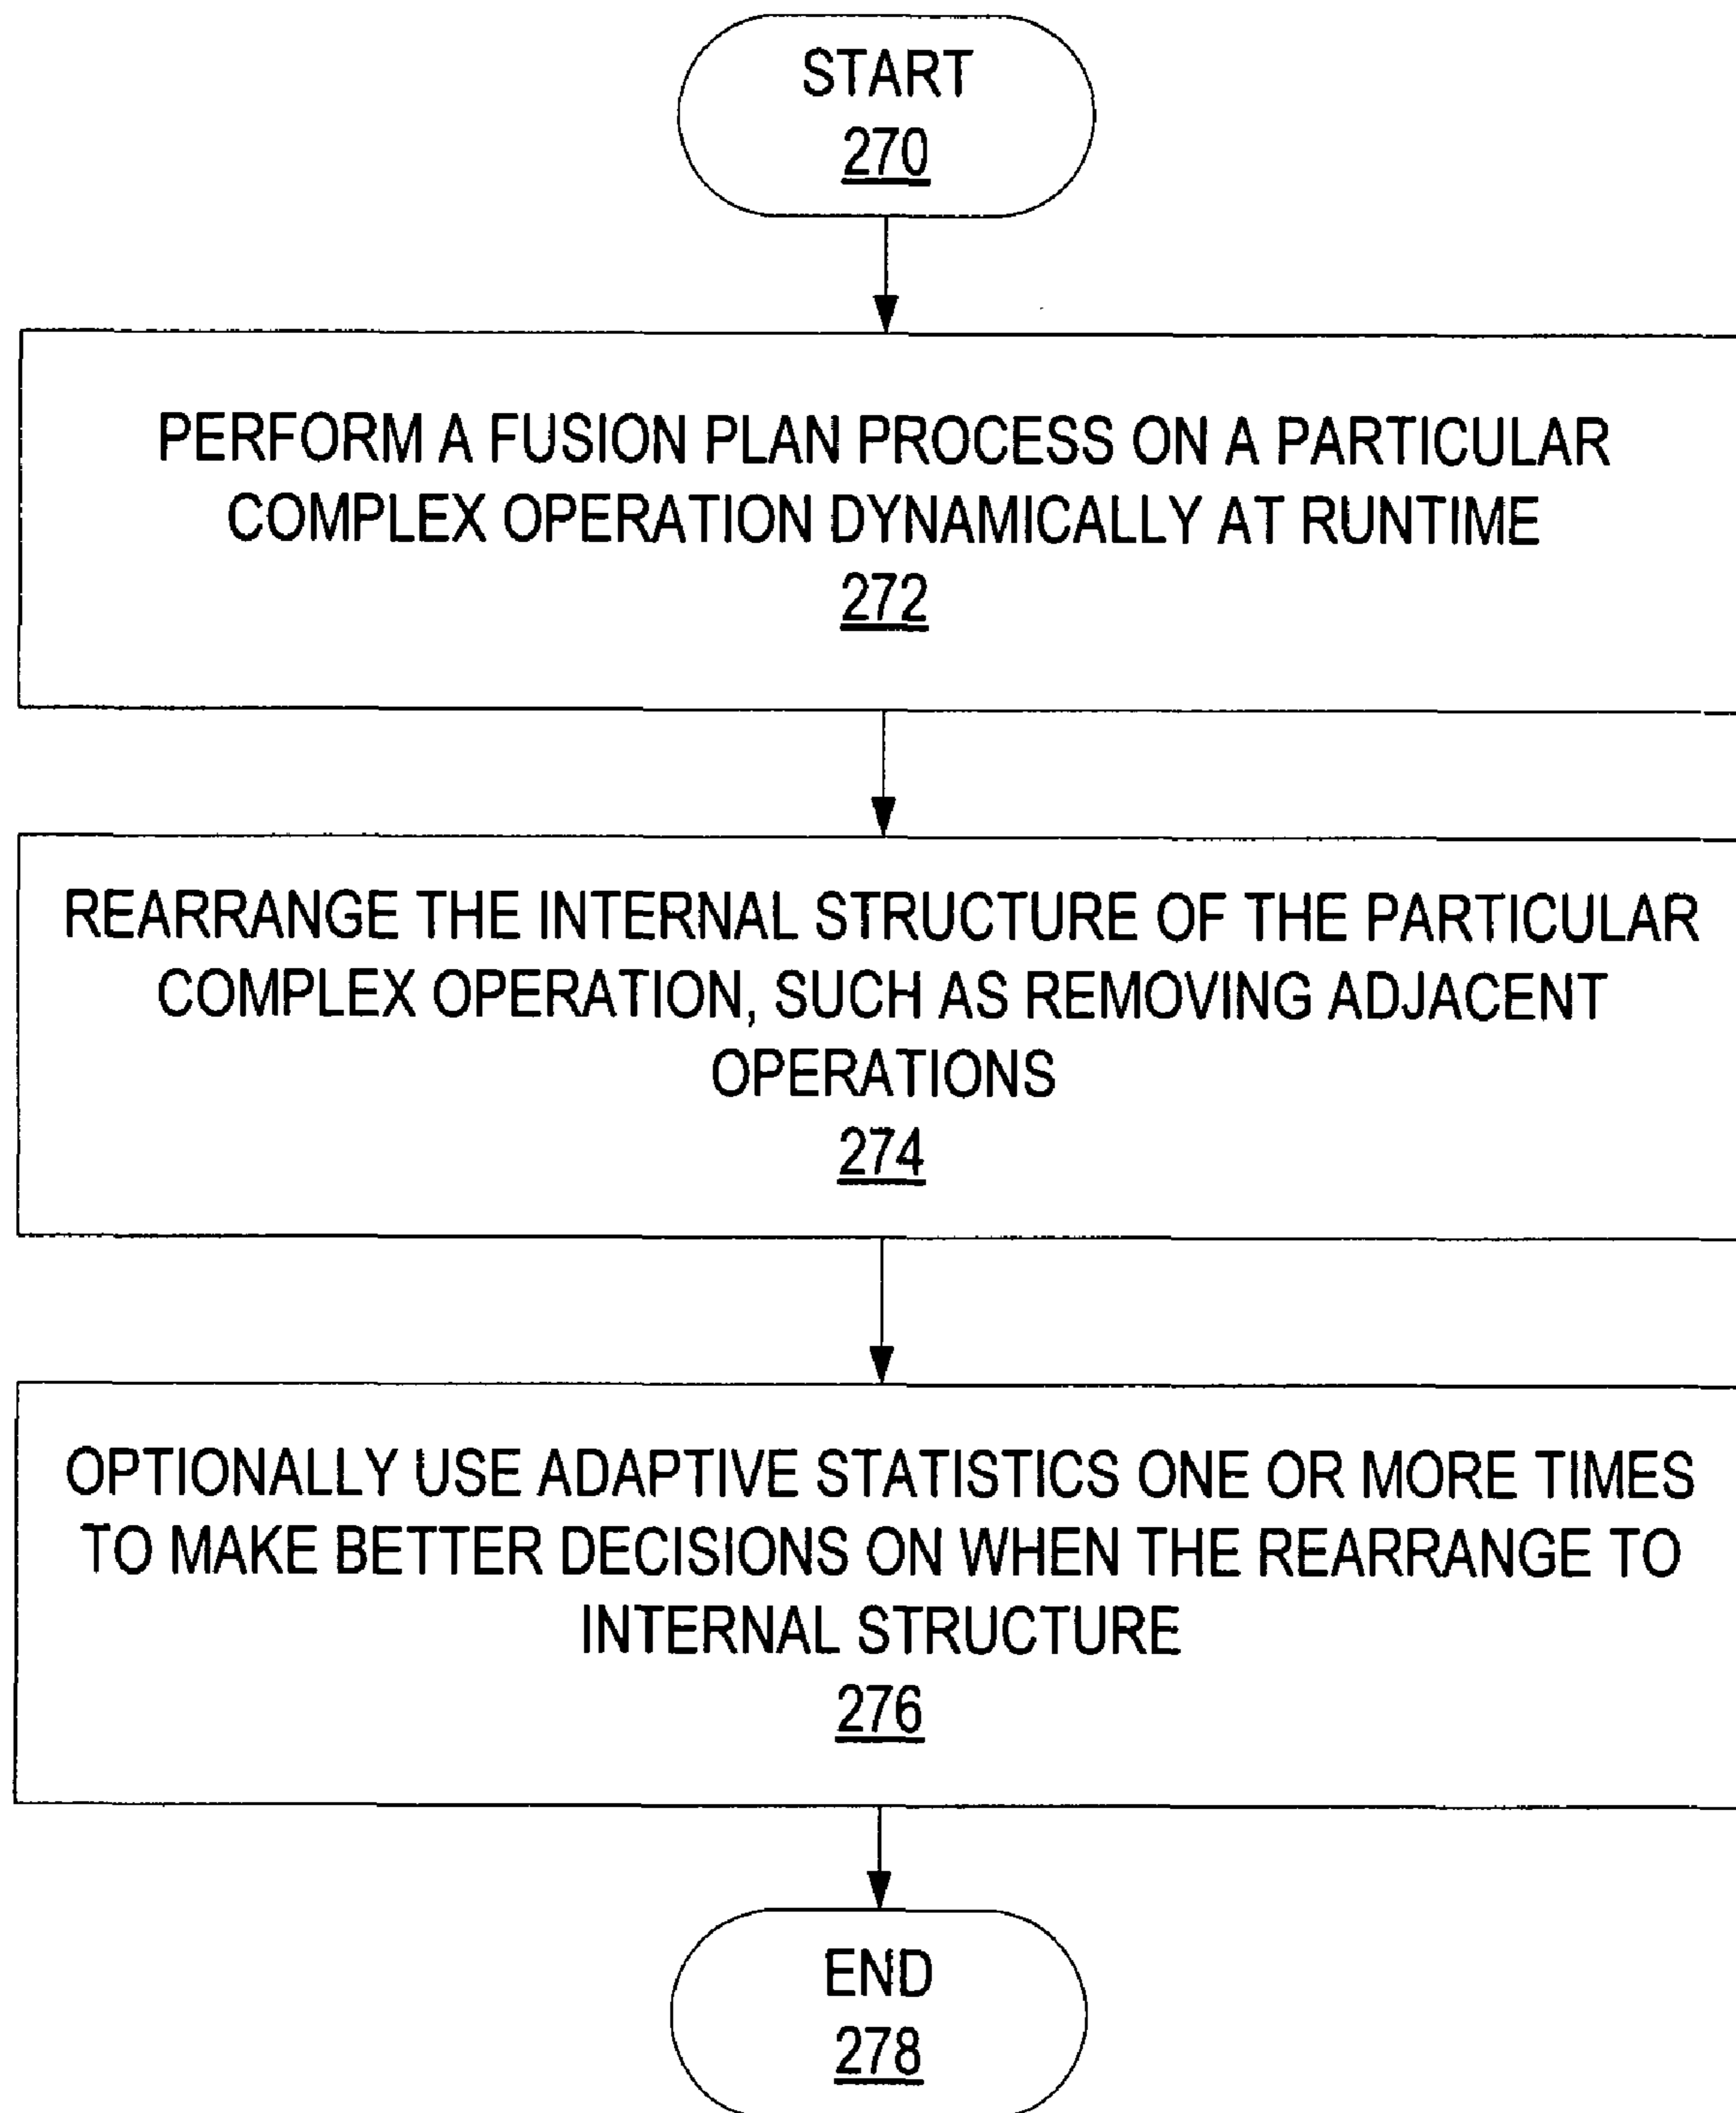 START
270
PERFORM A FUSION PLAN PROCESS ON A PARTICULAR
COMPLEX OPERATION DYNAMICALLY AT RUNTIME
272
REARRANGE THE INTERNAL STRUCTURE OF THE PARTICULAR
COMPLEX OPERATION, SUCH AS REMOVING ADJACENT
OPERATIONS
274
OPTIONALLY USE ADAPTIVE STATISTICS ONE OR MORE TIMES
TO MAKE BETTER DECISIONS ON WHEN THE REARRANGE TO
INTERNAL STRUCTURE
276
END
278